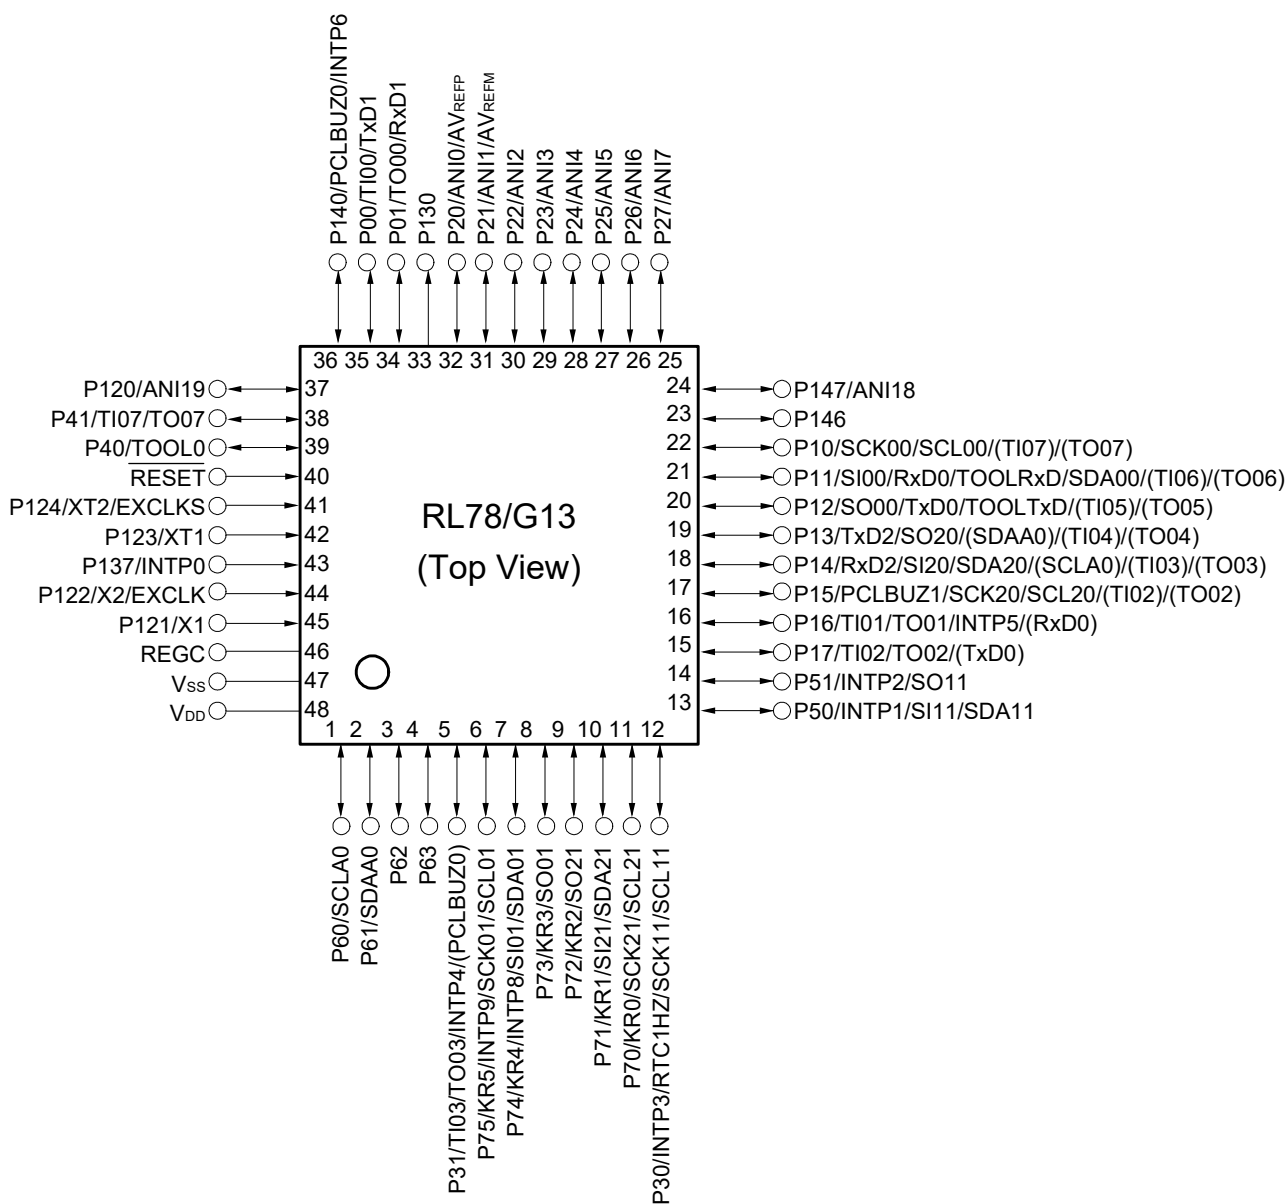 P140/PCLBUZ0/INTP6
P00/TI00/TxD1
P01/TO00/RxD1
P130
P20/ANI0/AVREFP
P21/ANI1/AVREFM
P22/ANI2
P23/ANI3
P24/ANI4
P25/ANI5
P26/ANI6
P27/ANI7
36 35 34 33 32 31 30 29 28 27 26 25
P120/ANI19 37
P41/TI07/TO07 38
P40/TOOL0 39
RESET 40
P124/XT2/EXCLKS 41
P123/XT1 42
P137/INTP0 43
P122/X2/EXCLK 44
P121/X1 45
REGC 46
VSS 47
VDD 48
RL78/G13
(Top View)
24 P147/ANI18
23 P146
22 P10/SCK00/SCL00/(TI07)/(TO07)
21 P11/SI00/RxD0/TOOLRxD/SDA00/(TI06)/(TO06)
20 P12/SO00/TxD0/TOOLTxD/(TI05)/(TO05)
19 P13/TxD2/SO20/(SDAA0)/(TI04)/(TO04)
18 P14/RxD2/SI20/SDA20/(SCLA0)/(TI03)/(TO03)
17 P15/PCLBUZ1/SCK20/SCL20/(TI02)/(TO02)
16 P16/TI01/TO01/INTP5/(RxD0)
15 P17/TI02/TO02/(TxD0)
14 P51/INTP2/SO11
13 P50/INTP1/SI11/SDA11
1 2 3 4 5 6 7 8 9 10 11 12
P60/SCLA0
P61/SDAA0
P62
P63
P31/TI03/TO03/INTP4/(PCLBUZ0)
P75/KR5/INTP9/SCK01/SCL01
P74/KR4/INTP8/SI01/SDA01
P73/KR3/SO01
P72/KR2/SO21
P71/KR1/SI21/SDA21
P70/KR0/SCK21/SCL21
P30/INTP3/RTC1HZ/SCK11/SCL11